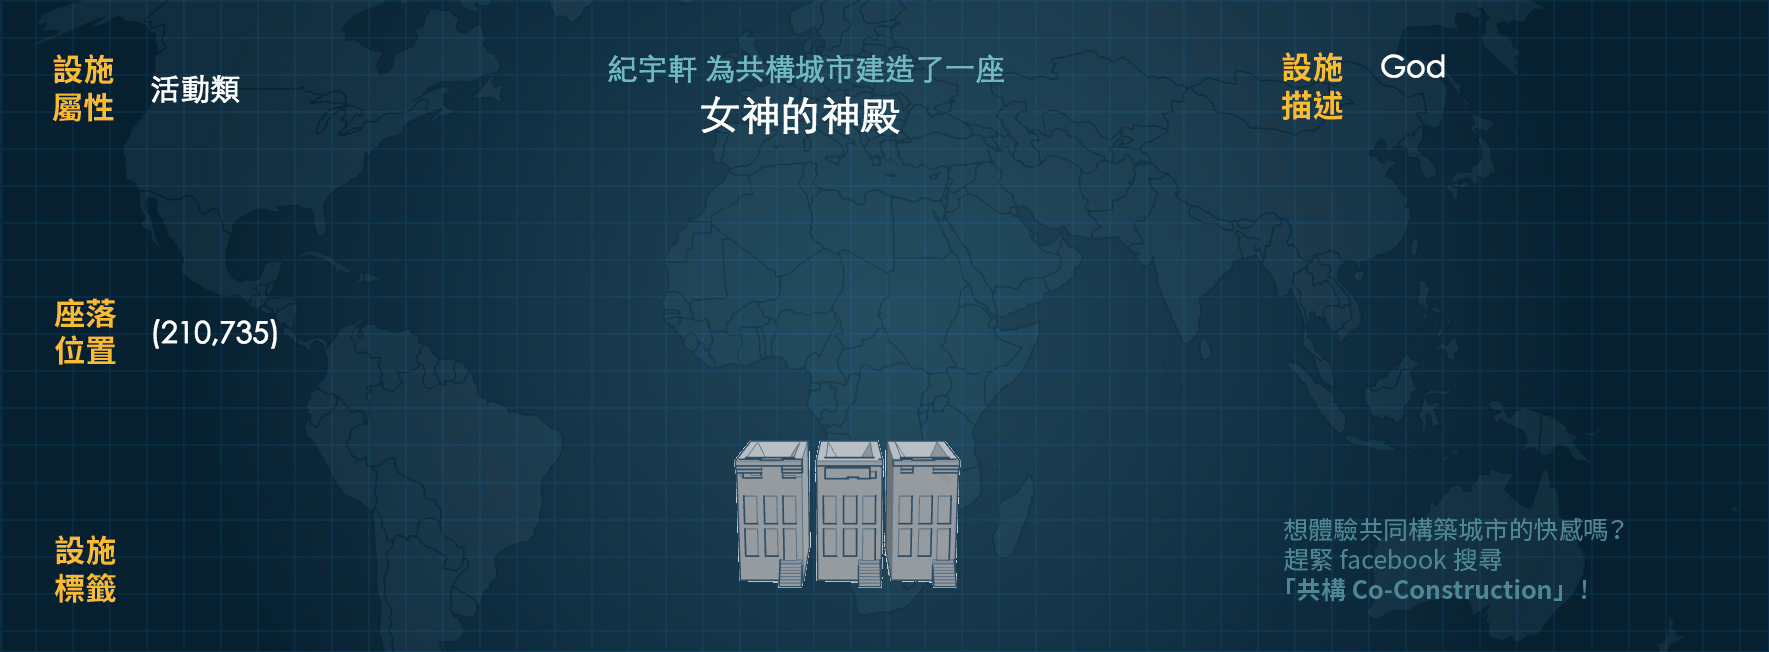 設施
屬性
活動類
紀宇軒 為共構城市建造了一座
女神的神殿
設施
描述
God
座落
位置
(210,735)
設施
標籤
想體驗共同構築城市的快感嗎?
趕緊 facebook 搜尋
「共構 Co-Construction」!